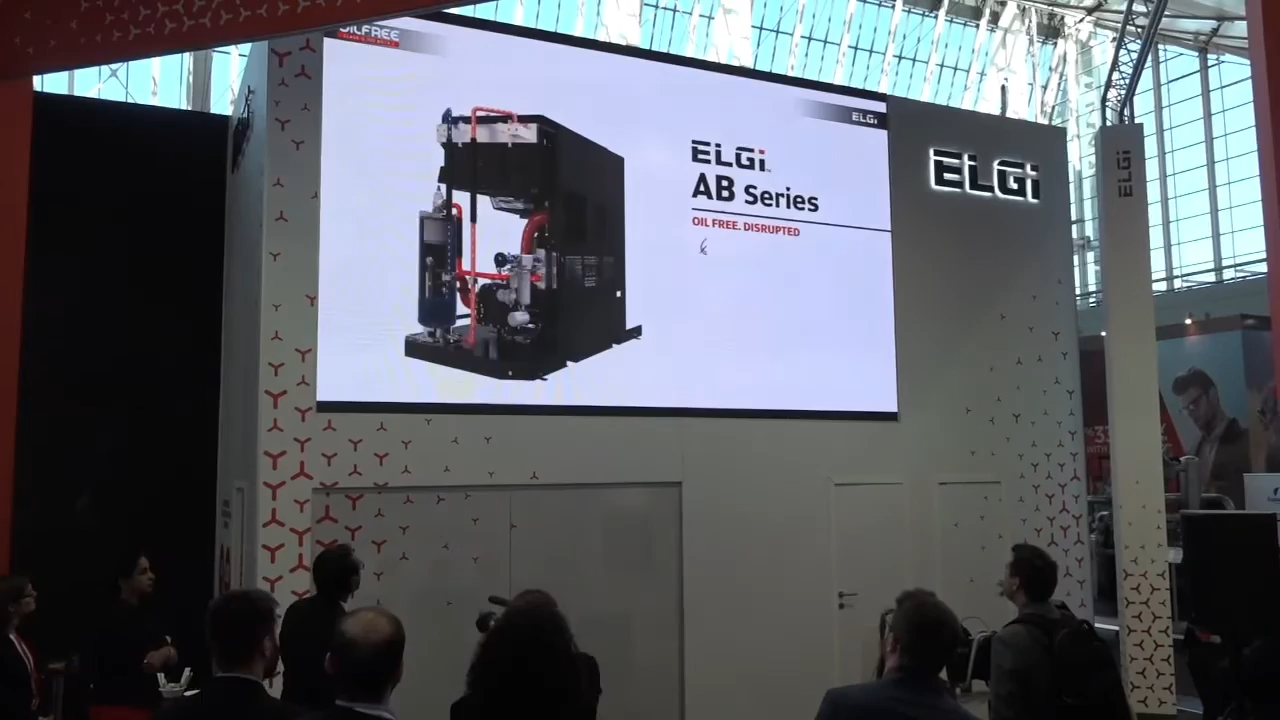 OILFREE
ELGi
ELGi
AB Series
OIL FREE. DISRUPTED
ELGi
ELGi